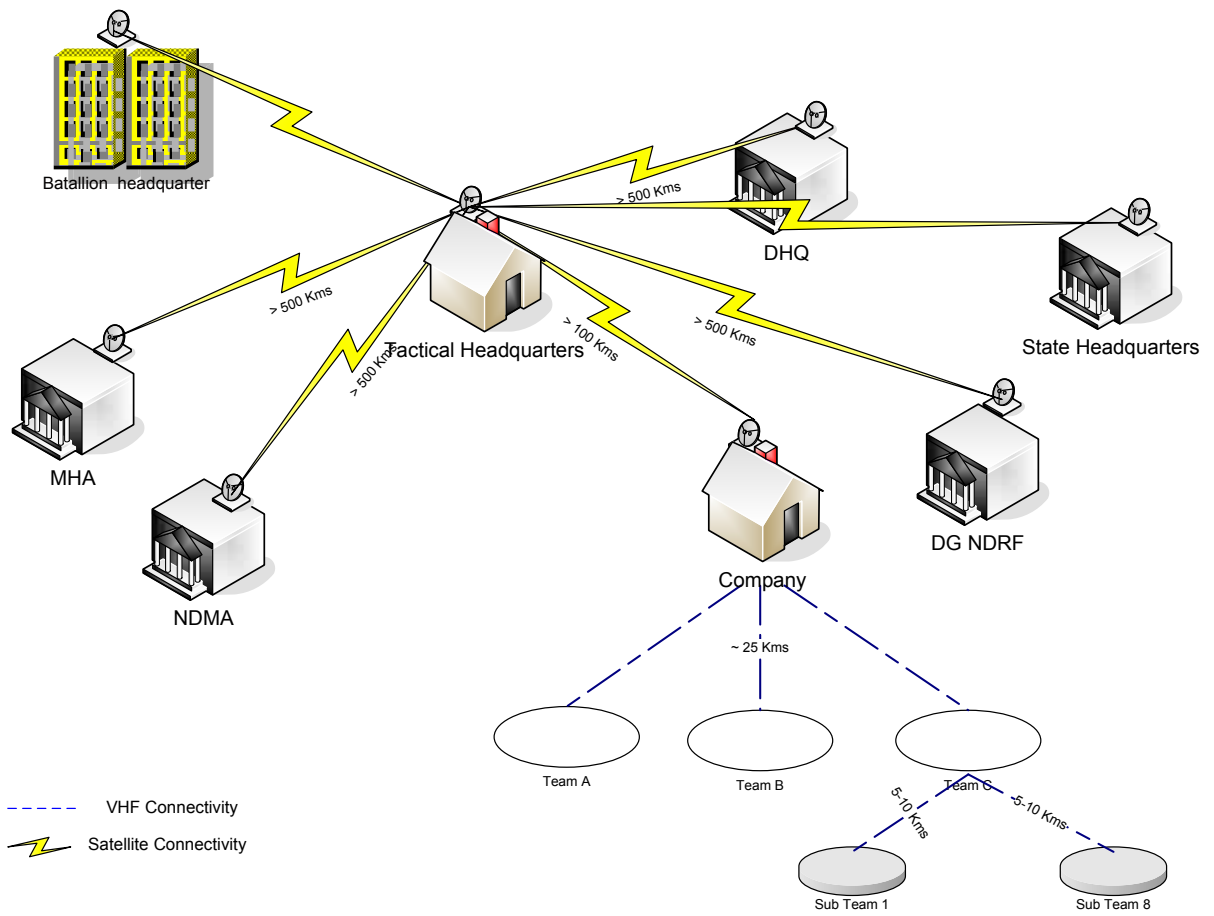 Batallion headquarter
> 500 Kms
DHQ
State Headquarters
> 500 Kms
Tactical Headquarters
> 500 Kms
> 100 Kms
> 500 Kms
MHA
NDMA
DG NDRF
Company
~ 25 Kms
Team A
Team B
Team C
5-10 Kms
5-10 Kms
VHF Connectivity
Satellite Connectivity
Sub Team 1
Sub Team 8